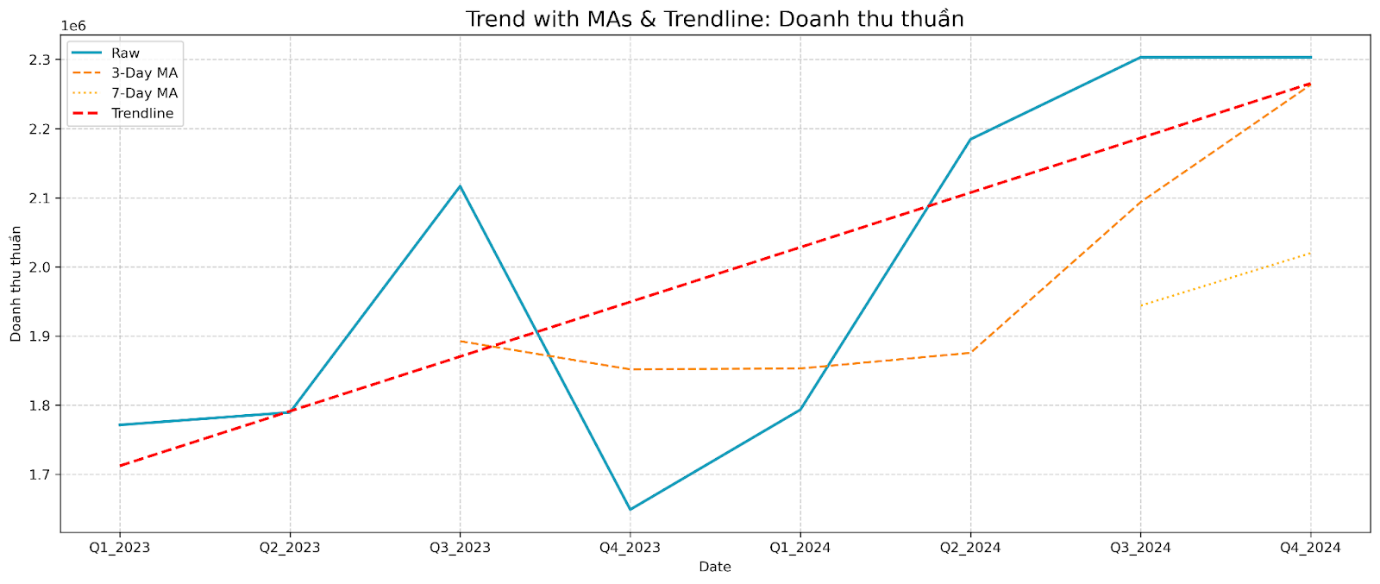 Trend with MAs & Trendline: Doanh thu thuần
1e6
Raw
3-Day MA
7-Day MA
Trendline
2.3
2.2
2.1
2.0
1.9
1.8
1.7
Doanh thu thuần
Q1_2023 Q2_2023 Q3_2023 Q4_2023 Q1_2024 Q2_2024 Q3_2024 Q4_2024
Date